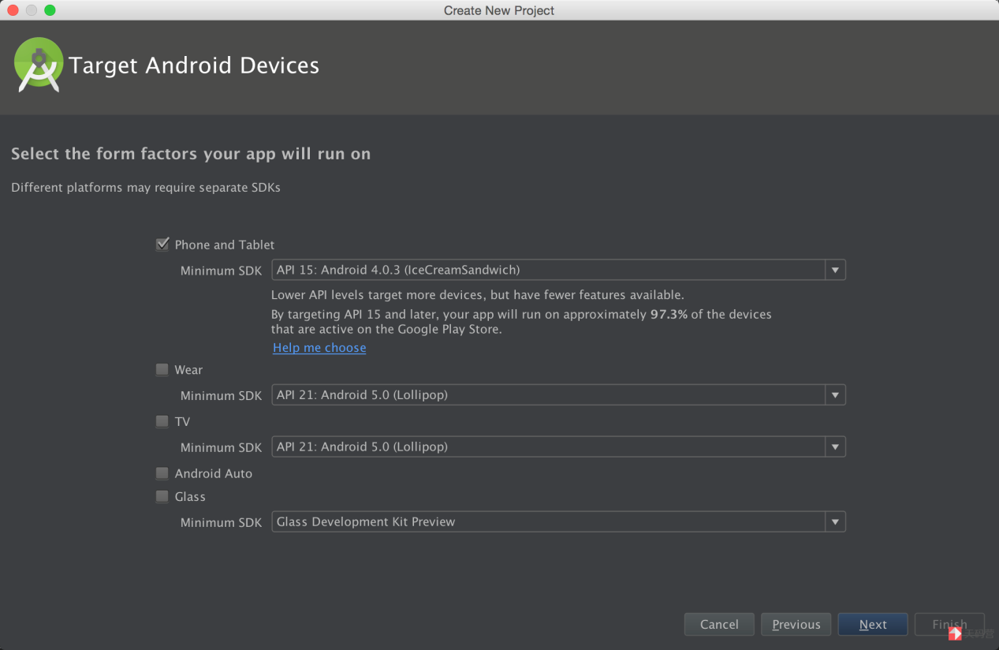 Create New Project
Target Android Devices
Select the form factors your app will run on
Different platforms may require separate SDKs
Phone and Tablet
Minimum SDK API 15: Android 4.0.3 (IceCreamSandwich)
Lower API levels target more devices, but have fewer features available.
By targeting API 15 and later, your app will run on approximately 97.3% of the devices
that are active on the Google Play Store.
Help me choose
Wear
Minimum SDK API 21: Android 5.0 (Lollipop)
TV
Minimum SDK API 21: Android 5.0 (Lollipop)
Android Auto
Glass
Minimum SDK Glass Development Kit Preview
Cancel Previous Next Finish
天码营